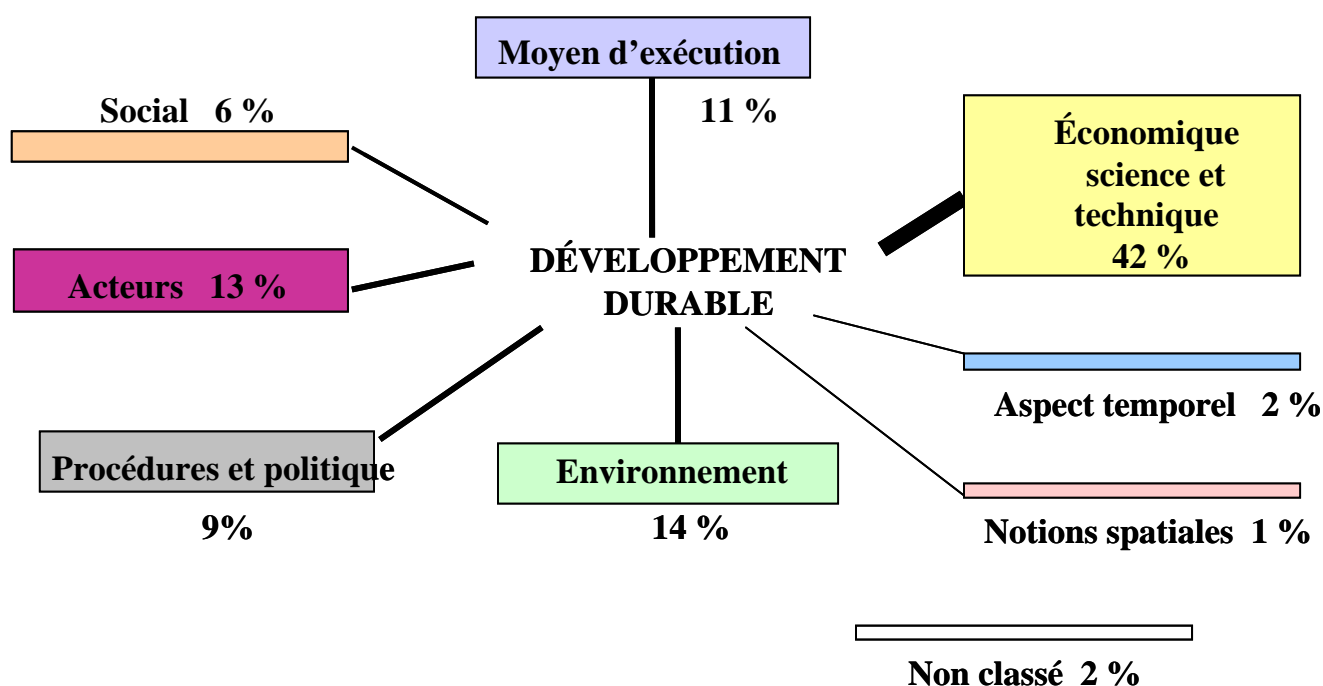 Moyen d’exécution
11 %
Social 6 %
Économique
science et
technique
42 %
Acteurs 13 %
DÉVELOPPEMENT
DURABLE
Aspect temporel 2 %
Procédures et politique
9%
Environnement
14 %
Notions spatiales 1 %
Non classé 2 %